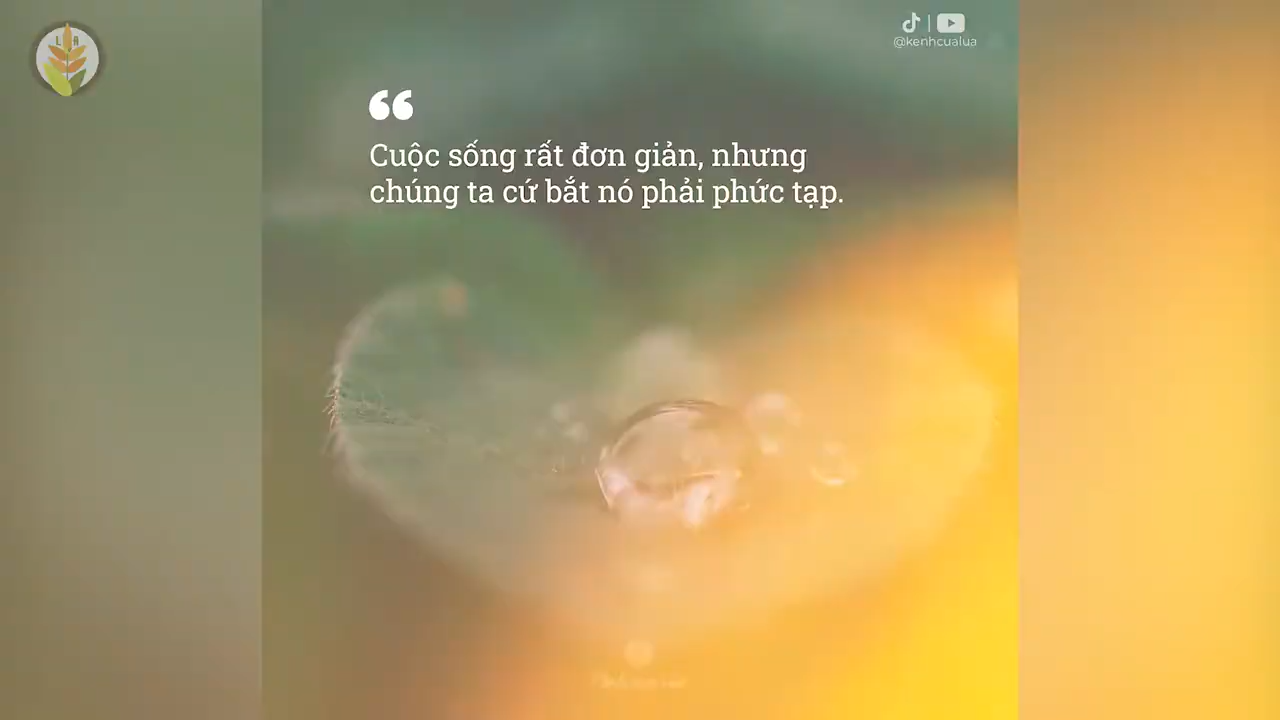 L A
@kenhcualua
Cuộc sống rất đơn giản, nhưng
chúng ta cứ bắt nó phải phức tạp.